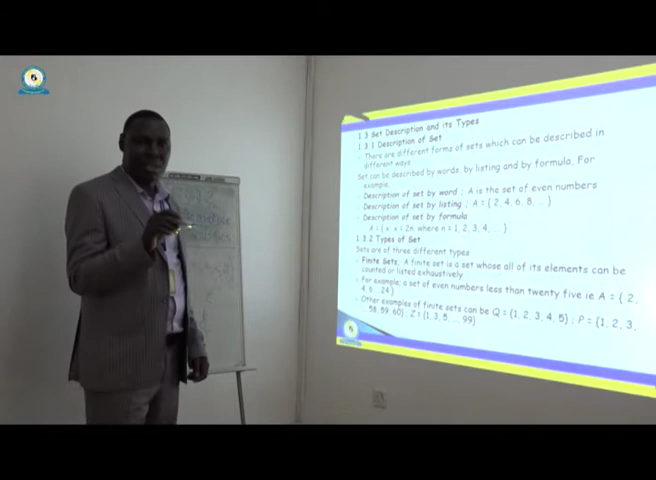 1.3 Set Description and its Types
1.3.1 Description of Set
There are different forms of sets which can be described in
different ways
Set can be described by words, by listing and by formula. For
example;
Description of set by word ; A is the set of even numbers
Description of set by listing ; A = { 2, 4, 6, 8, ... }
Description of set by formula
A = { x: x = 2n, where n = 1, 2, 3, 4, ... }
1.3.2 Types of Set
Sets are of three different types
Finite Sets; A finite set is a set whose all of its elements can be
counted or listed exhaustively
For example; a set of even numbers less than twenty five ie A = { 2,
4, 6, ... 24}
Other examples of finite sets can be Q = {1, 2, 3, 4, 5} ; P = {1, 2, 3,
... 58, 59, 60} ; Z = {1, 3, 5, ... 99}